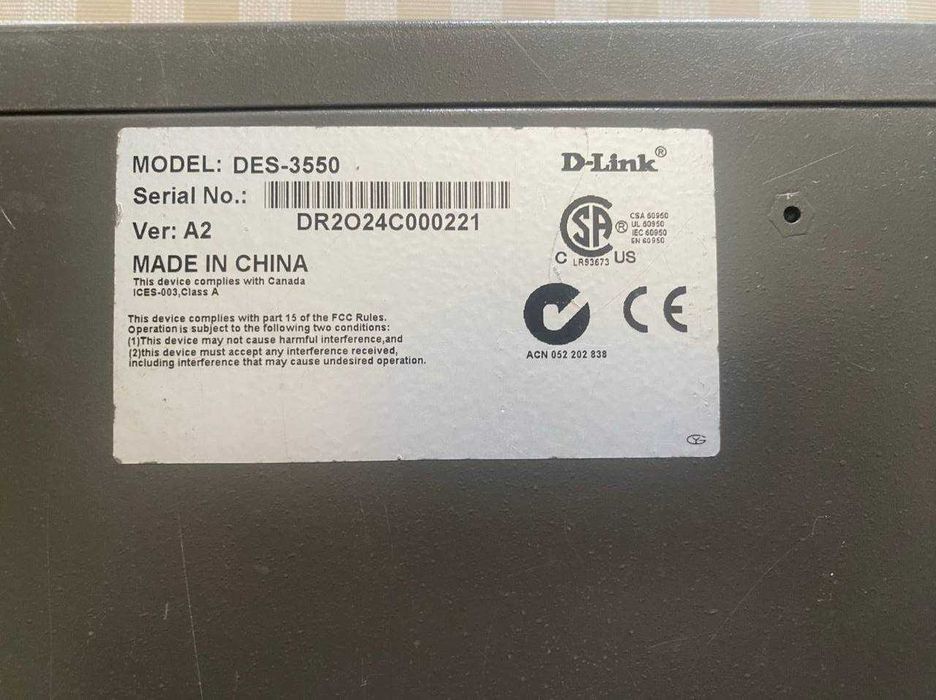 MODEL: DES-3550
D-Link®
Serial No.:
DR2O24C000221
Ver: A2
CSA 60950
UL 60950
IEC 60950
EN 60950
SA ®
C LR93673 US
MADE IN CHINA
This device complies with Canada
ICES-003,Class A
This device complies with part 15 of the FCC Rules.
Operation is subject to the following two conditions:
(1)This device may not cause harmful interference,and
(2)this device must accept any interference received,
including interference that may cause undesired operation.
CE
ACN 052 202 838